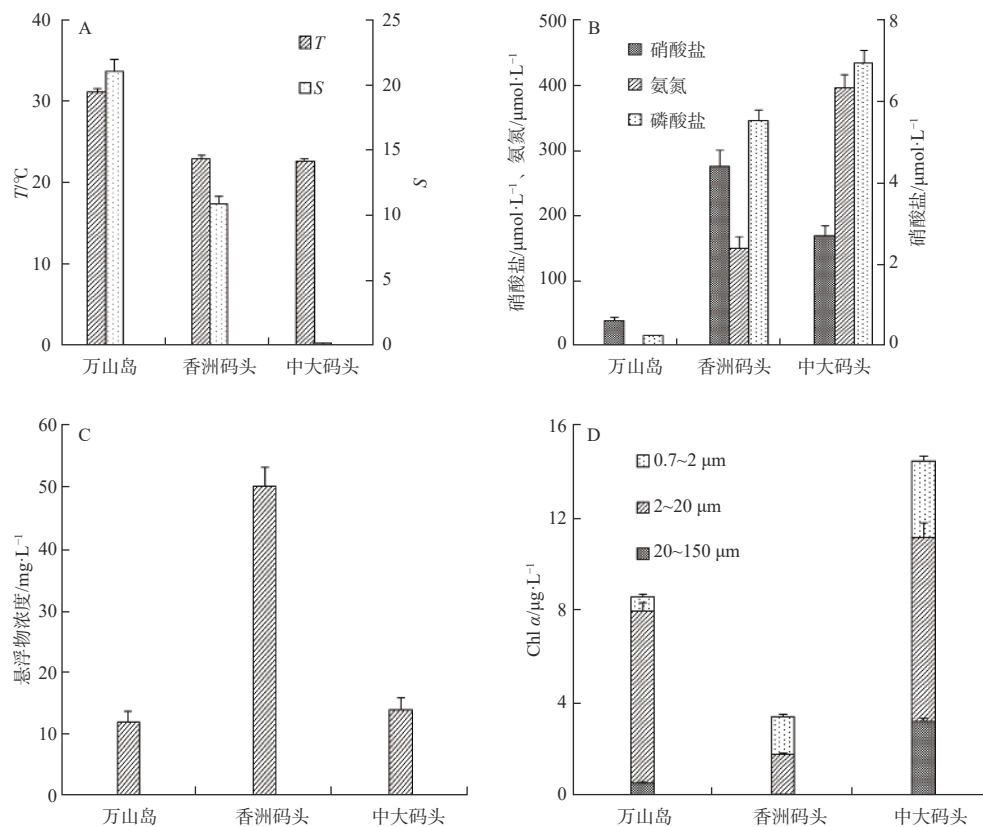 A
40
30
20
10
0
T/℃
25
20
15
10
5
0
S
T
S
万山岛
香洲码头
中大码头
B
500
400
300
200
100
0
硝酸盐/μmol·L⁻¹、氨氮/μmol·L⁻¹
8
6
4
2
0
硝酸盐/μmol·L⁻¹
硝酸盐
氨氮
磷酸盐
万山岛
香洲码头
中大码头
C
60
50
40
30
20
10
0
悬浮物浓度/mg·L⁻¹
万山岛
香洲码头
中大码头
D
16
12
8
4
0
Chl α/μg·L⁻¹
0.7~2 μm
2~20 μm
20~150 μm
万山岛
香洲码头
中大码头